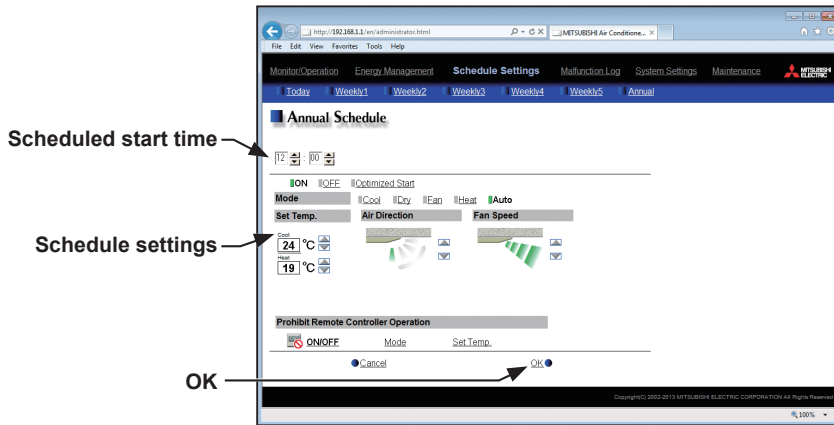 http://192.168.1.1/en/administrator.html
MITSUBISHI Air Conditione... ×
File Edit View Favorites Tools Help
Monitor/Operation Energy Management Schedule Settings Malfunction Log System Settings Maintenance MITSUBISHI ELECTRIC
Today Weekly1 Weekly2 Weekly3 Weekly4 Weekly5 Annual
Annual Schedule
Scheduled start time
12 : 00
ON OFF Optimized Start
Mode Cool Dry Fan Heat Auto
Set Temp. Air Direction Fan Speed
Schedule settings
Cool
24 °C
Heat
19 °C
Prohibit Remote Controller Operation
ON/OFF Mode Set Temp.
Cancel OK
OK
Copyright(C) 2002-2013 MITSUBISHI ELECTRIC CORPORATION All Rights Reserved
100%